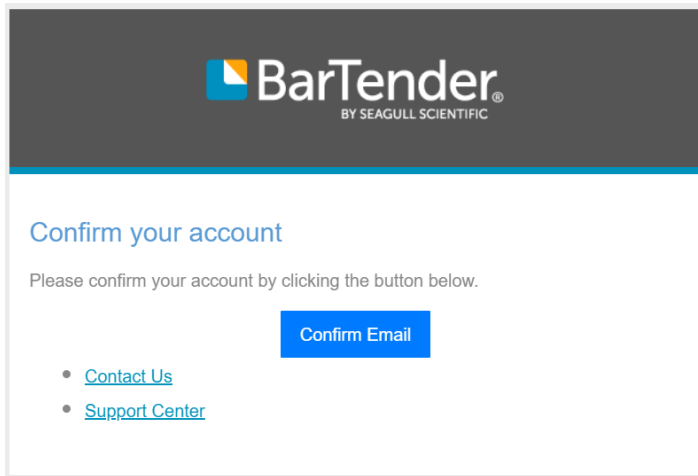 BarTender®
BY SEAGULL SCIENTIFIC
Confirm your account
Please confirm your account by clicking the button below.
Confirm Email
Contact Us
Support Center